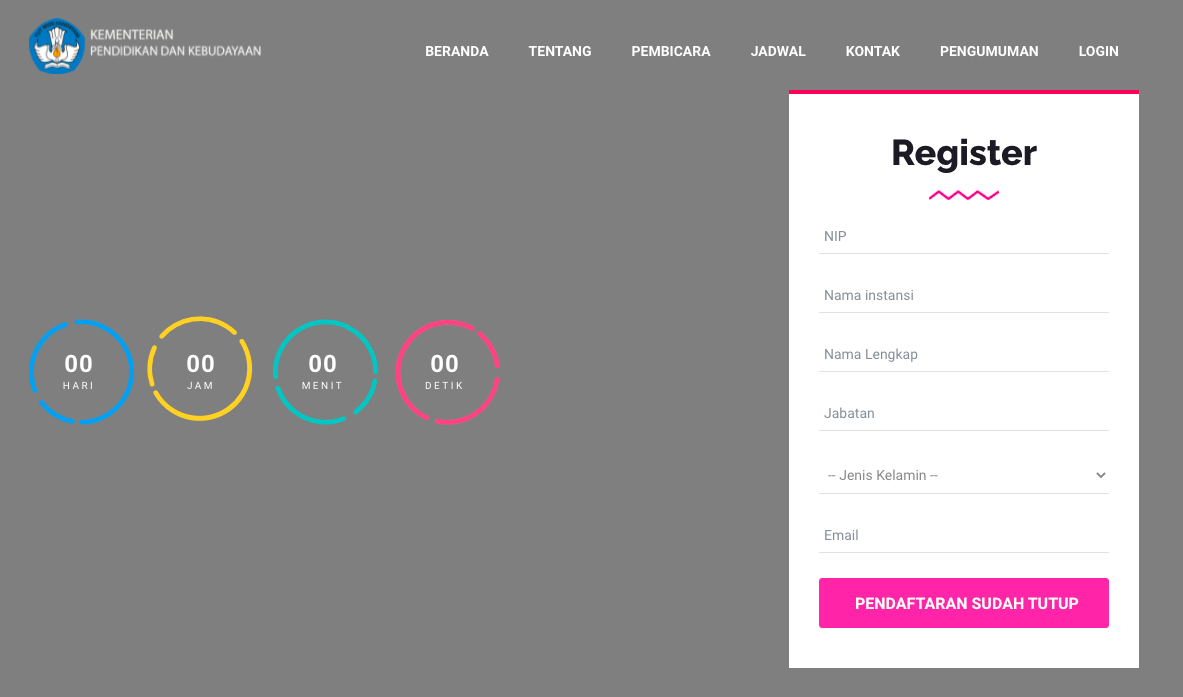 KEMENTERIAN
PENDIDIKAN DAN KEBUDAYAAN
BERANDA TENTANG PEMBICARA JADWAL KONTAK PENGUMUMAN LOGIN
Register
NIP
Nama instansi
Nama Lengkap
Jabatan
-- Jenis Kelamin --
Email
PENDAFTARAN SUDAH TUTUP
00 00 00 00
HARI JAM MENIT DETIK